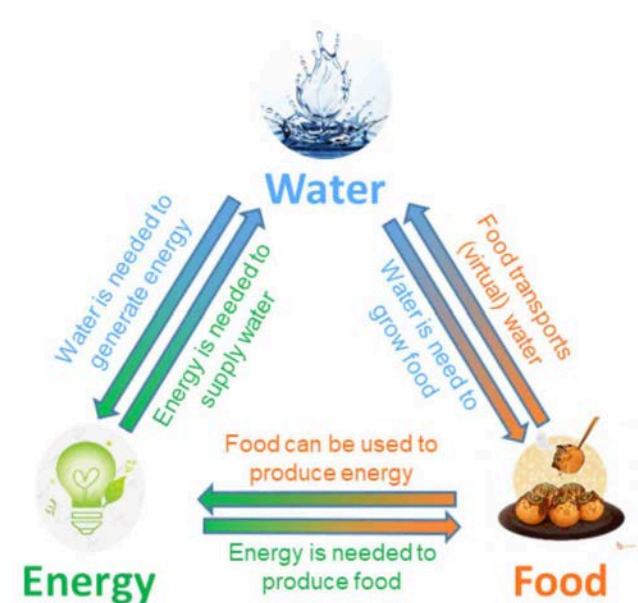 Water
Water is needed to
generate energy
Energy is needed to
supply water
Water is need to
grow food
Food transports
(virtual) water
Food can be used to
produce energy
Energy is needed to
produce food
Energy
Food